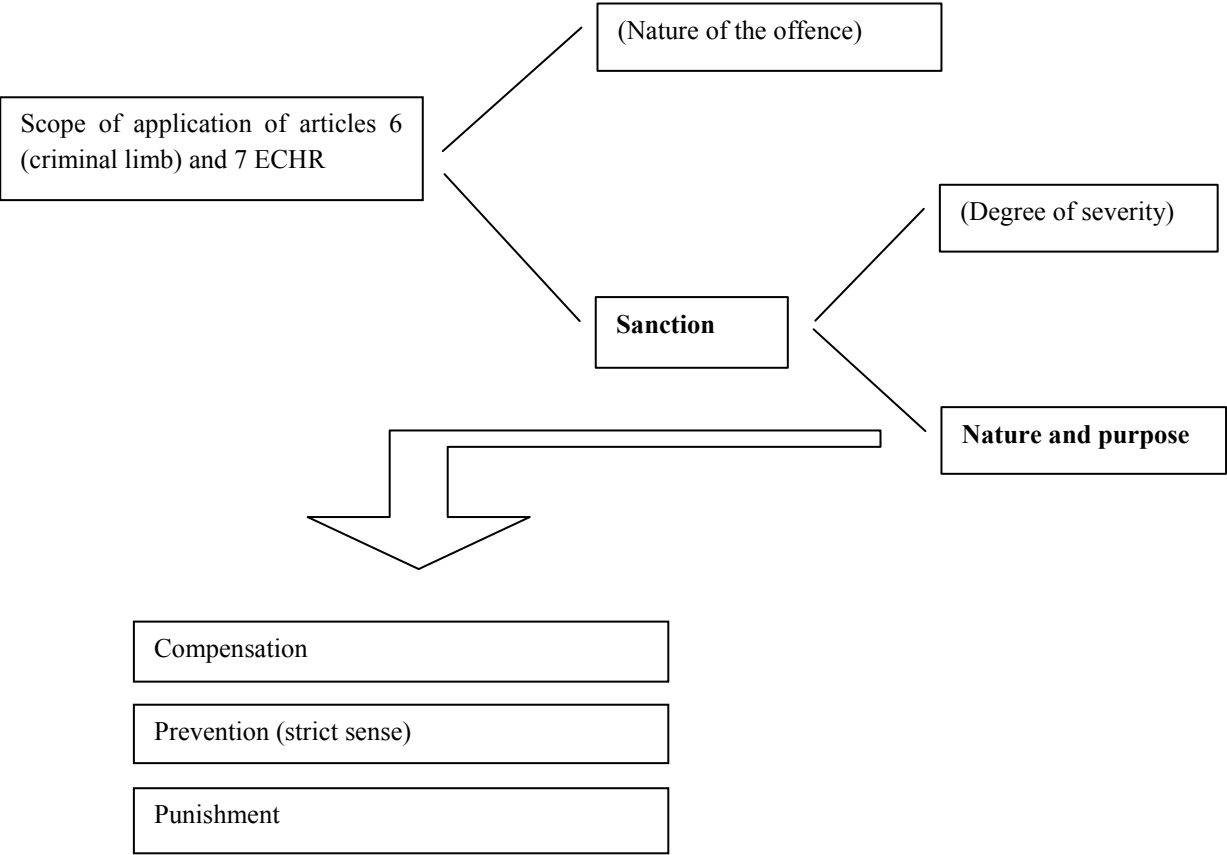 (Nature of the offence)
Scope of application of articles 6
(criminal limb) and 7 ECHR
(Degree of severity)
Sanction
Nature and purpose
Compensation
Prevention (strict sense)
Punishment